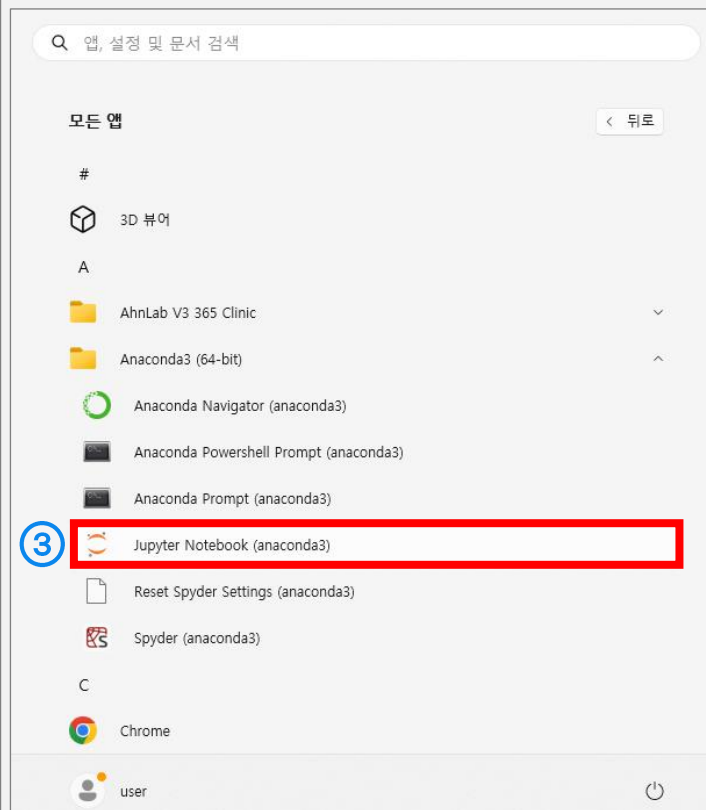 앱, 설정 및 문서 검색
모든 앱
뒤로
#
3D 뷰어
A
AhnLab V3 365 Clinic
Anaconda3 (64-bit)
Anaconda Navigator (anaconda3)
Anaconda Powershell Prompt (anaconda3)
Anaconda Prompt (anaconda3)
③ Jupyter Notebook (anaconda3)
Reset Spyder Settings (anaconda3)
Spyder (anaconda3)
C
Chrome
user